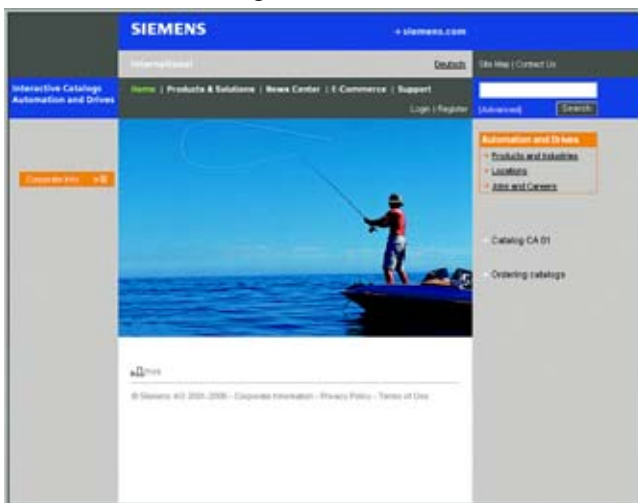 SIEMENS
→ siemens.com
International
Deutsch
Site Map | Contact Us
Interactive Catalogs
Automation and Drives
Home | Products & Solutions | News Center | E-Commerce | Support
Login | Register
[Advanced]
Search
Corporate Info
Automation and Drives
Products and Industries
Locations
Jobs and Careers
Catalog CA 01
Ordering catalogs
Print
© Siemens AG 2001-2006 - Corporate Information - Privacy Policy - Terms of Use